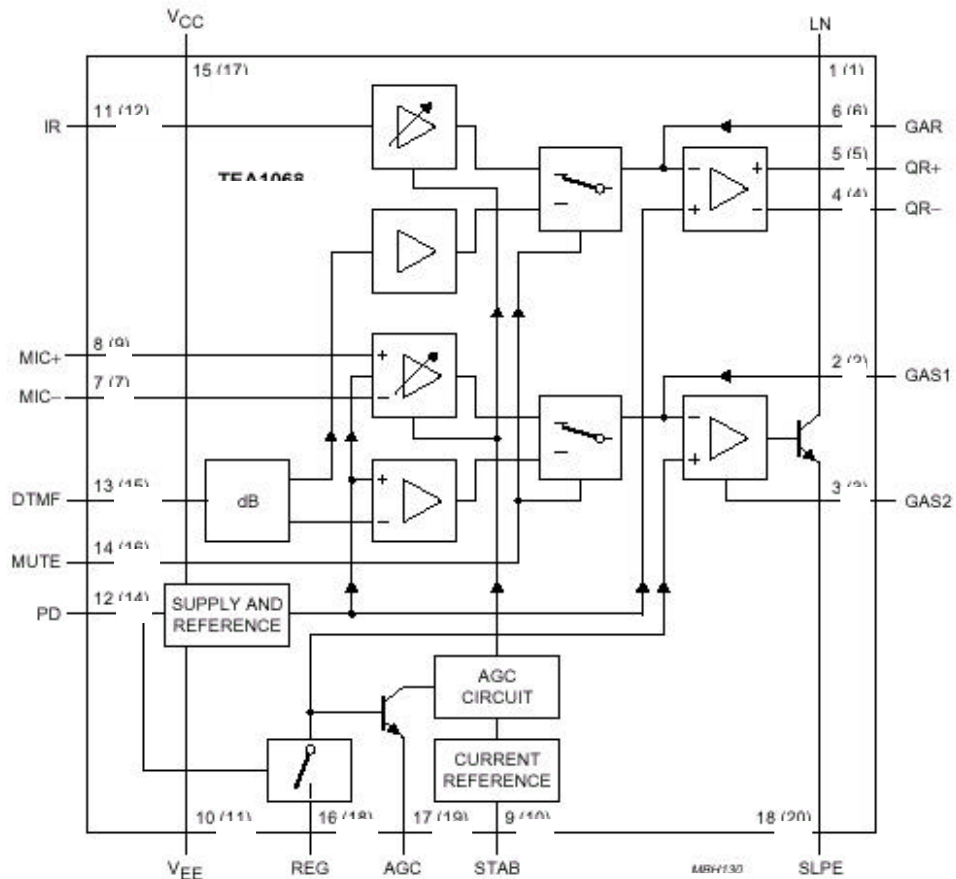 VCC
LN
15 (17)
1 (1)
11 (12)
IR
6 (6)
GAR
TEA1068
5 (5)
QR+
4 (4)
QR−
8 (9)
MIC+
7 (7)
MIC−
2 (2)
GAS1
13 (15)
DTMF
dB
3 (3)
GAS2
14 (16)
MUTE
12 (14)
PD
SUPPLY AND
REFERENCE
AGC
CIRCUIT
CURRENT
REFERENCE
10 (11)
16 (18)
17 (19)
9 (10)
18 (20)
VEE
REG
AGC
STAB
MBH130
SLPE
+
−
+
−
+
−
+
−
−
+
−
+
−
−